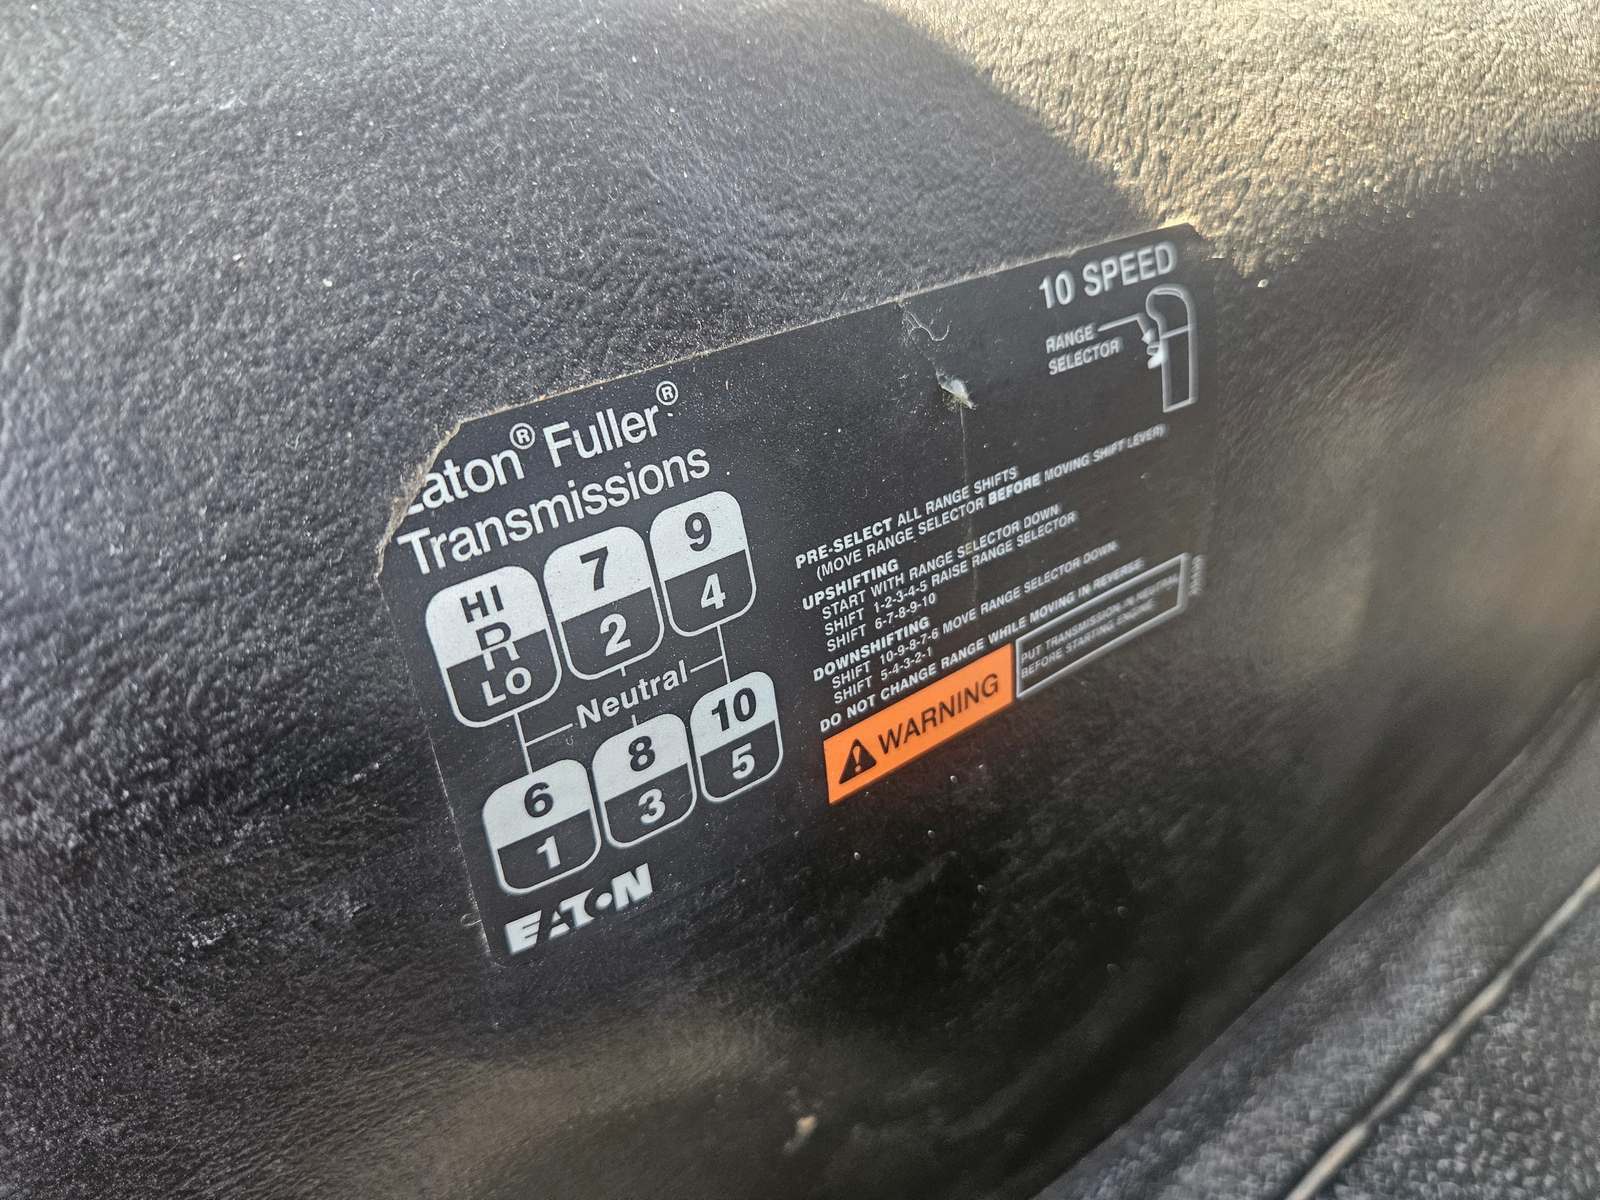 10 SPEED
RANGE
SELECTOR
Eaton® Fuller®
Transmissions
HI
R
LO
7
2
9
4
Neutral
6
1
8
3
10
5
EATON
PRE-SELECT ALL RANGE SHIFTS
(MOVE RANGE SELECTOR BEFORE MOVING SHIFT LEVER)
UPSHIFTING
START WITH RANGE SELECTOR DOWN
SHIFT 1-2-3-4-5 RAISE RANGE SELECTOR
SHIFT 6-7-8-9-10
DOWNSHIFTING
SHIFT 10-9-8-7-6 MOVE RANGE SELECTOR DOWN
SHIFT 5-4-3-2-1
DO NOT CHANGE RANGE WHILE MOVING IN REVERSE
WARNING
PUT TRANSMISSION IN NEUTRAL
BEFORE STARTING ENGINE